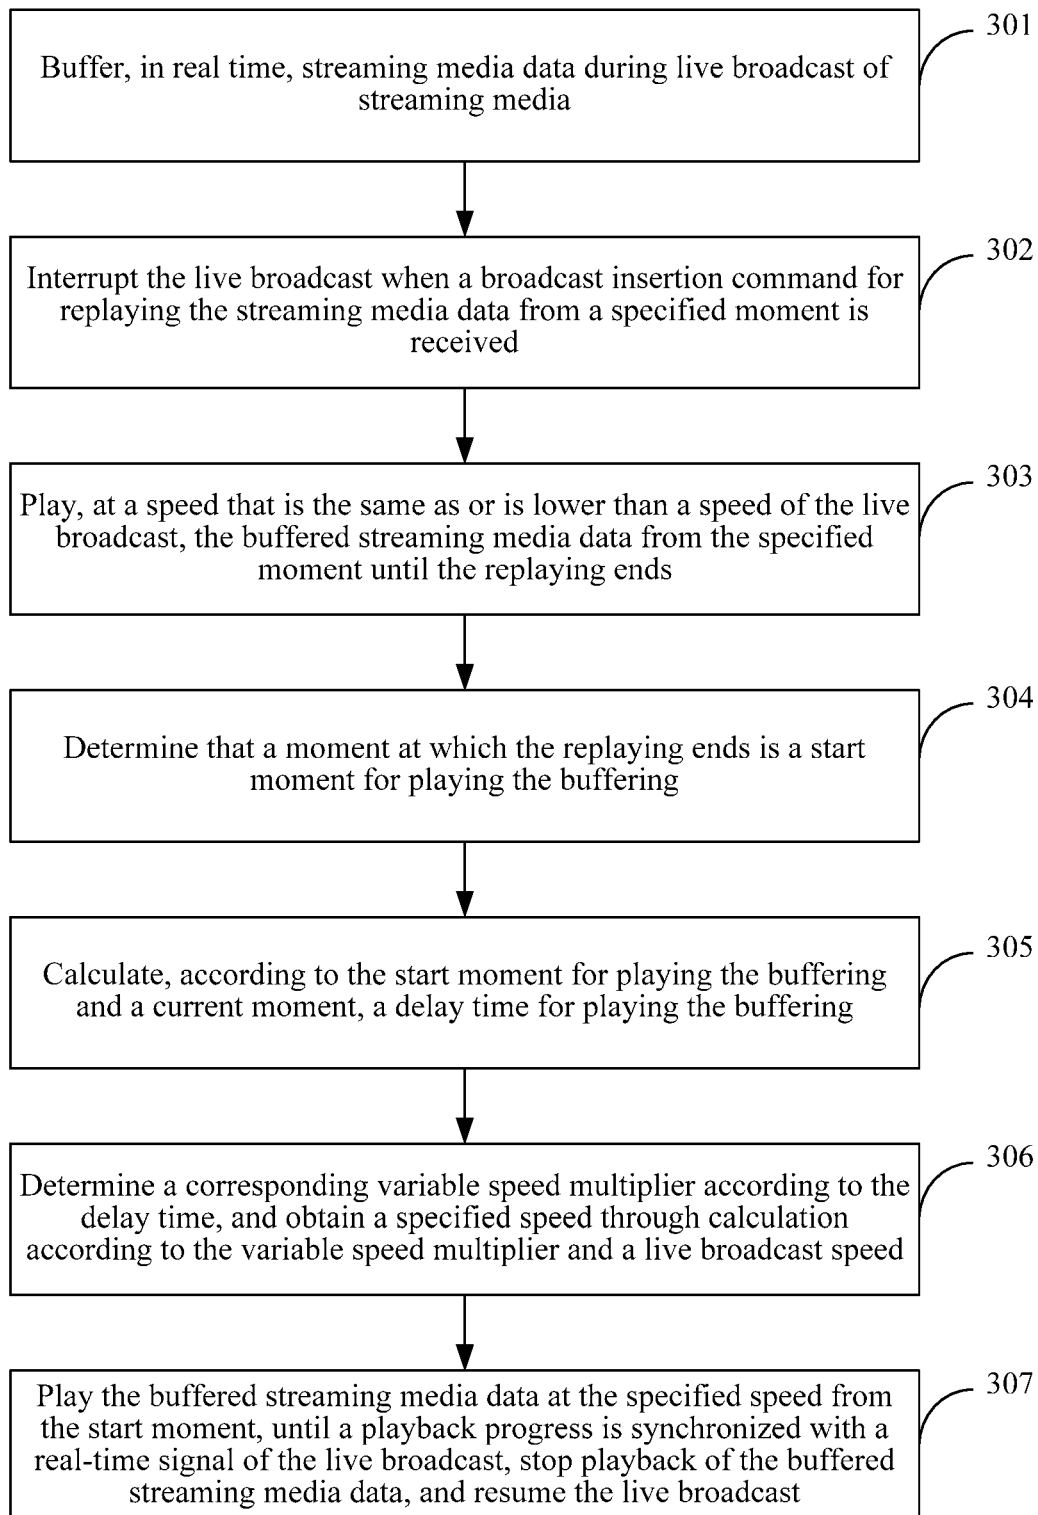 301
Buffer, in real time, streaming media data during live broadcast of
streaming media
302
Interrupt the live broadcast when a broadcast insertion command for
replaying the streaming media data from a specified moment is
received
303
Play, at a speed that is the same as or is lower than a speed of the live
broadcast, the buffered streaming media data from the specified
moment until the replaying ends
304
Determine that a moment at which the replaying ends is a start
moment for playing the buffering
305
Calculate, according to the start moment for playing the buffering
and a current moment, a delay time for playing the buffering
306
Determine a corresponding variable speed multiplier according to the
delay time, and obtain a specified speed through calculation
according to the variable speed multiplier and a live broadcast speed
307
Play the buffered streaming media data at the specified speed from
the start moment, until a playback progress is synchronized with a
real-time signal of the live broadcast, stop playback of the buffered
streaming media data, and resume the live broadcast